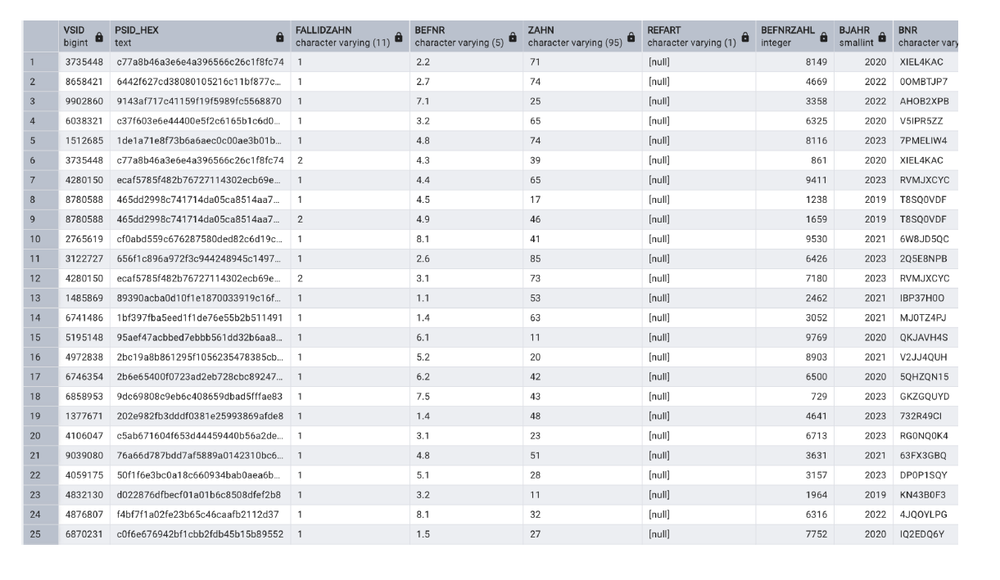 VSID PSID_HEX FALLIDZAHN BEFNR ZAHN REFART BEFNRZAHL BJAHR BNR
bigint text character varying (11) character varying (5) character varying (95) character varying (1) integer smallint character vary
1 3735448 c77a8b46a3e6e4a396566c26c1f8fc74 1 2.2 71 [null] 8149 2020 XIEL4KAC
2 8658421 6442f627cd38080105216c11bf877c... 1 2.7 74 [null] 4669 2022 0OMBTJP7
3 9902860 9143af717c41159f19f5989fc5568870 1 7.1 25 [null] 3358 2022 AHOB2XPB
4 6038321 c37f603e6e44400e5f2c6165b1c6d0... 1 3.2 65 [null] 6325 2020 V5IPR5ZZ
5 1512685 1de1a71e8f73b6a6aec0c00ae3b01b... 1 4.8 74 [null] 8116 2023 7PMELIW4
6 3735448 c77a8b46a3e6e4a396566c26c1f8fc74 2 4.3 39 [null] 861 2020 XIEL4KAC
7 4280150 ecaf5785f482b76727114302ecb69e... 1 4.4 65 [null] 9411 2023 RVMJXCYC
8 8780588 465dd2998c741714da05ca8514aa7... 1 4.5 17 [null] 1238 2019 T8SQ0VDF
9 8780588 465dd2998c741714da05ca8514aa7... 2 4.9 46 [null] 1659 2019 T8SQ0VDF
10 2765619 cf0abd559c676287580ded82c6d19c... 1 8.1 41 [null] 9530 2021 6W8JD5QC
11 3122727 656f1c896a972f3c944248945c1497... 1 2.6 85 [null] 6426 2023 2Q5E8NPB
12 4280150 ecaf5785f482b76727114302ecb69e... 2 3.1 73 [null] 7180 2023 RVMJXCYC
13 1485869 89390acba0d10f1e1870033919c16f... 1 1.1 53 [null] 2462 2021 IBP37H0O
14 6741486 1bf397fba5eed1f1de76e55b2b511491 1 1.4 63 [null] 3052 2021 MJ0TZ4PJ
15 5195148 95aef47acbbed7ebbb561dd32b6aa8... 1 6.1 11 [null] 9769 2020 QKJAVH4S
16 4972838 2bc19a8b861295f1056235478385cb... 1 5.2 20 [null] 8903 2021 V2JJ4QUH
17 6746354 2b6e65400f0723ad2eb728cbc89247... 1 6.2 42 [null] 6500 2020 5QHZQN15
18 6858953 9dc69808c9eb6c408659dbad5fffae83 1 7.5 43 [null] 729 2023 GKZGQUYD
19 1377671 202e982fb3dddf0381e25993869afde8 1 1.4 48 [null] 4641 2023 732R49CI
20 4106047 c5ab671604f653d44459440b56a2de... 1 3.1 23 [null] 6713 2023 RG0NQ0K4
21 9039080 76a66d787bdd7af5889a0142310bc6... 1 4.8 51 [null] 3631 2021 63FX3GBQ
22 4059175 50f1f6e3bc0a18c660934bab0aea6b... 1 5.1 28 [null] 3157 2023 DP0P1SQY
23 4832130 d022876dfbecf01a01b6c8508dfef2b8 1 3.2 11 [null] 1964 2019 KN43B0F3
24 4876807 f4bf7f1a02fe23b65c46caafb2112d37 1 8.1 32 [null] 6316 2022 4JQOYLPG
25 6870231 c0f6e676942bf1cbb2fdb45b15b89552 1 1.5 27 [null] 7752 2020 IQ2EDQ6Y